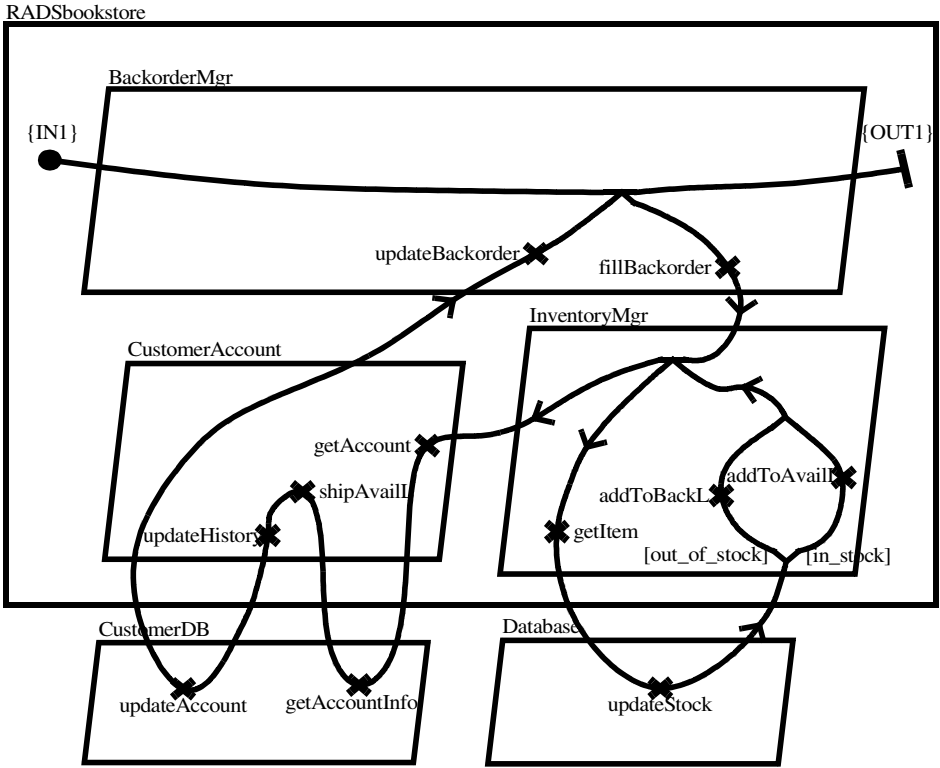 RADSbookstore
BackorderMgr
{IN1}
{OUT1}
updateBackorder
fillBackorder
InventoryMgr
CustomerAccount
getAccount
addToAvailL
shipAvailL
addToBackL
updateHistory
getItem
[out_of_stock]
[in_stock]
CustomerDB
Database
updateAccount
getAccountInfo
updateStock